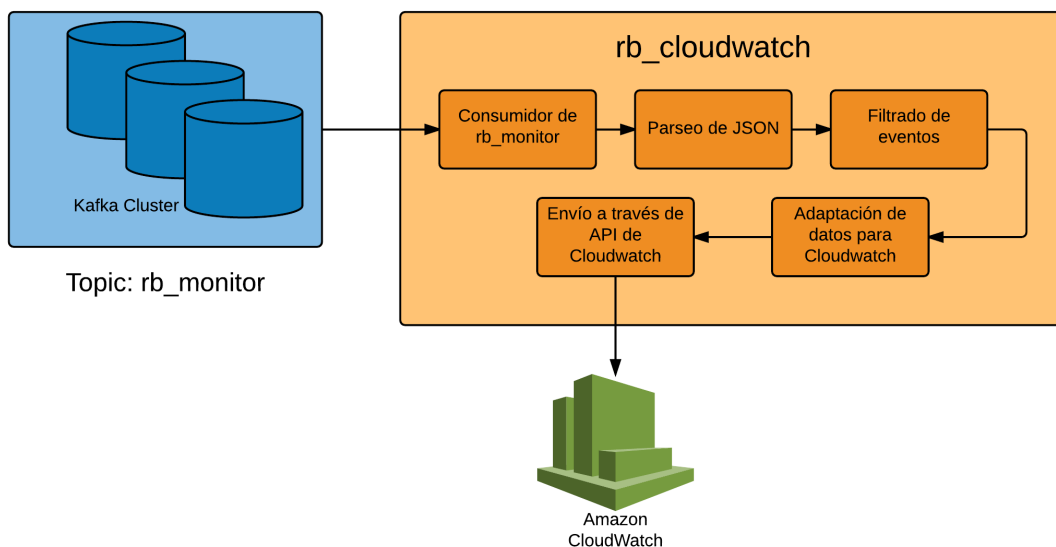 rb_cloudwatch
Consumidor de
rb_monitor
Parseo de JSON
Filtrado de
eventos
Kafka Cluster
Envío a través de
API de
Cloudwatch
Adaptación de
datos para
Cloudwatch
Topic: rb_monitor
Amazon
CloudWatch